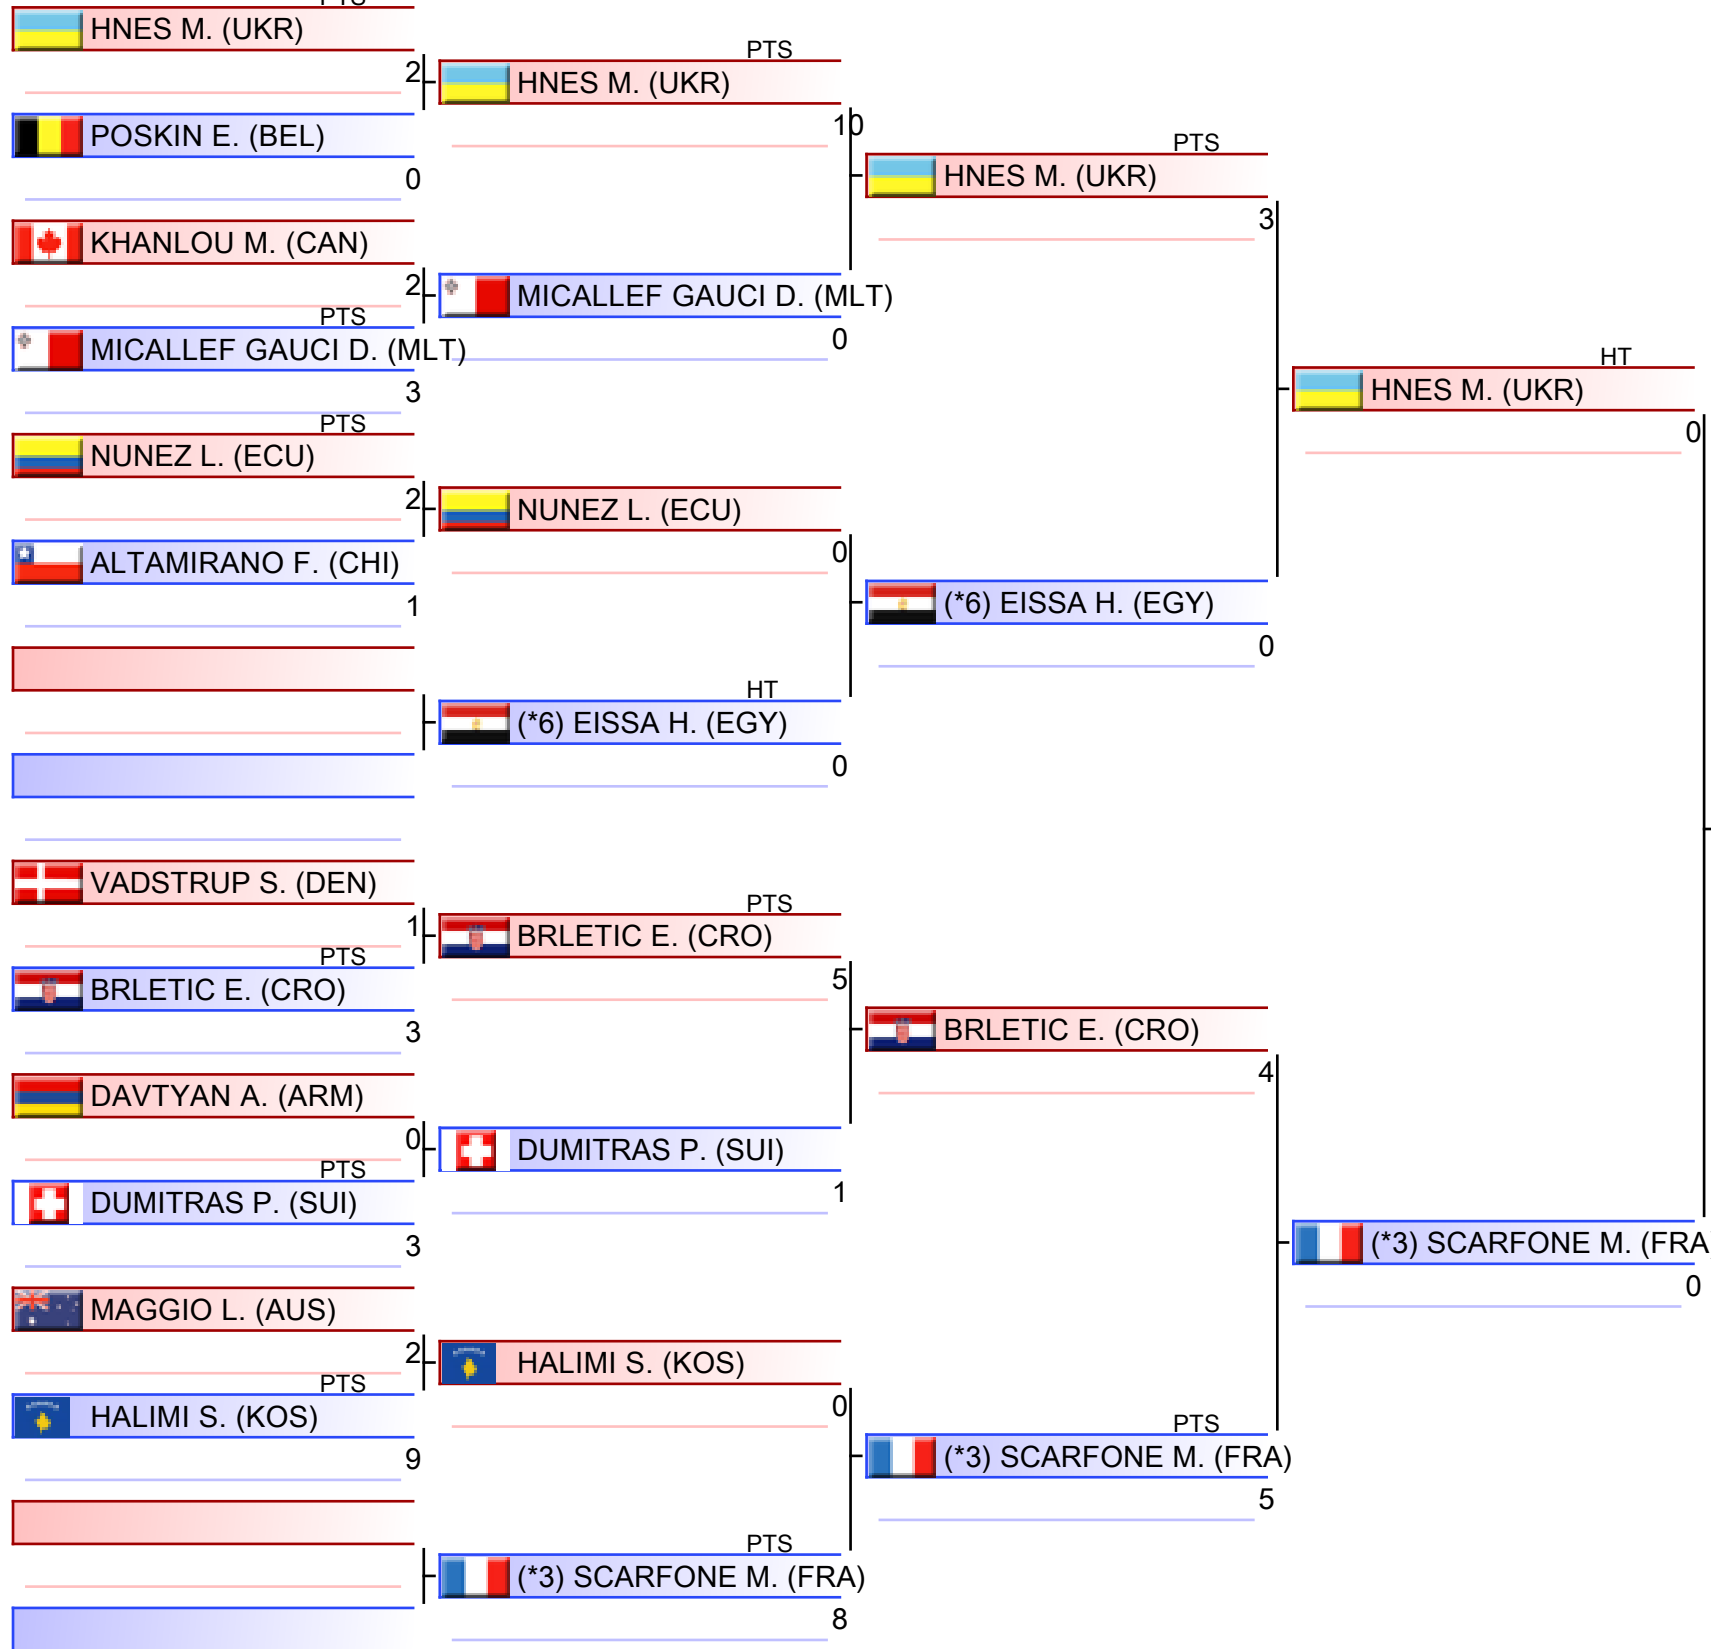 PTS
HNES M. (UKR)
2
POSKIN E. (BEL)
0
KHANLOU M. (CAN)
2
PTS
MICALLEF GAUCI D. (MLT)
3
PTS
NUNEZ L. (ECU)
2
ALTAMIRANO F. (CHI)
1
VADSTRUP S. (DEN)
1
PTS
BRLETIC E. (CRO)
3
DAVTYAN A. (ARM)
0
PTS
DUMITRAS P. (SUI)
3
MAGGIO L. (AUS)
2
PTS
HALIMI S. (KOS)
9
PTS
HNES M. (UKR)
10
MICALLEF GAUCI D. (MLT)
0
NUNEZ L. (ECU)
0
HT
(*6) EISSA H. (EGY)
0
PTS
BRLETIC E. (CRO)
5
DUMITRAS P. (SUI)
1
HALIMI S. (KOS)
0
PTS
(*3) SCARFONE M. (FRA)
8
PTS
HNES M. (UKR)
3
(*6) EISSA H. (EGY)
0
BRLETIC E. (CRO)
4
PTS
(*3) SCARFONE M. (FRA)
5
HT
HNES M. (UKR)
0
(*3) SCARFONE M. (FRA
0